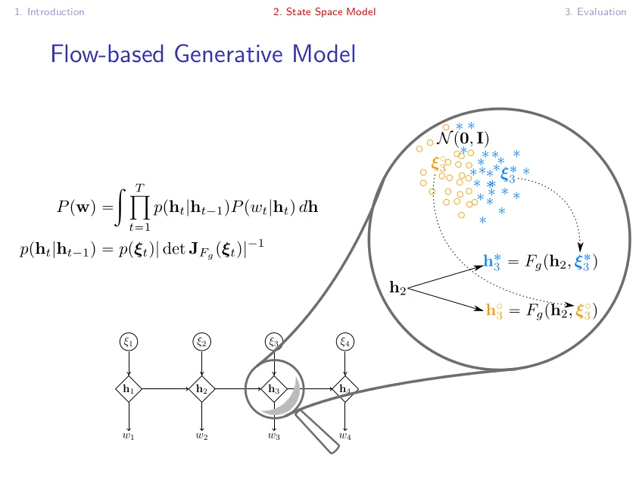 1. Introduction
2. State Space Model
3. Evaluation
Flow-based Generative Model
𝒩(0, I)
ξ₃° ξ₃*
P(w) = ∫ ∏_{t=1}^{T} p(h_t|h_{t−1})P(w_t|h_t) dh
p(h_t|h_{t−1}) = p(ξ_t)| det J_{F_g}(ξ_t)|^{−1}
h₃* = F_g(h₂, ξ₃*)
h₂
h₃° = F_g(h₂, ξ₃°)
ξ₁ ξ₂ ξ₃ ξ₄
h₁ h₂ h₃ h₄
w₁ w₂ w₃ w₄